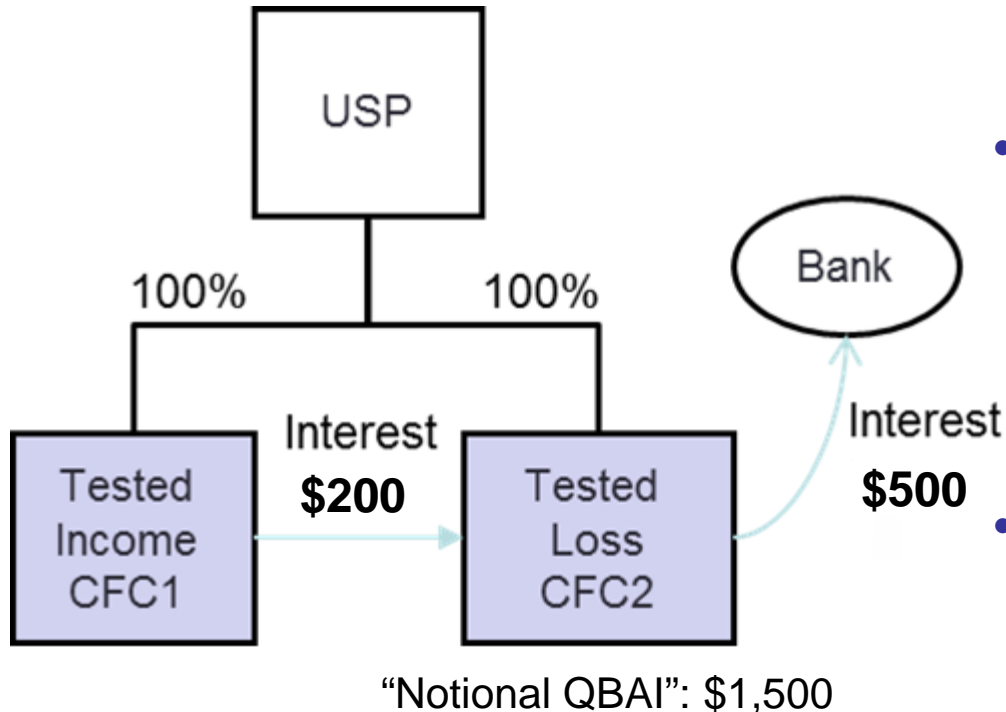 USP
•
Bank
100%
100%
Interest
$200
Interest
$500
Tested
Income
CFC1
Tested
Loss
CFC2
•
“Notional QBAI”: $1,500